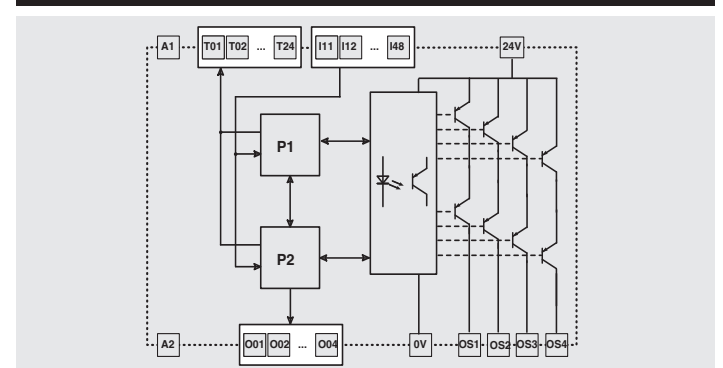 A1 T01 T02 ... T24 I11 I12 ... I48 24V
P1
P2
A2 O01 O02 ... O04 0V OS1 OS2 OS3 OS4